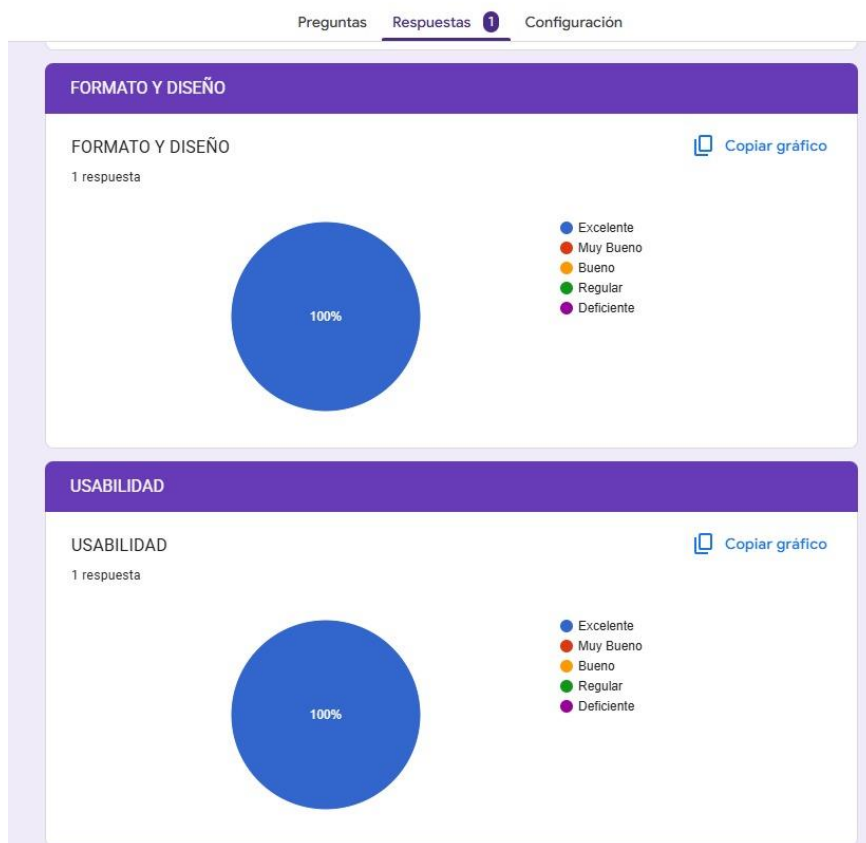 Preguntas Respuestas 1 Configuración
FORMATO Y DISEÑO
FORMATO Y DISEÑO
Copiar gráfico
1 respuesta
100%
Excelente
Muy Bueno
Bueno
Regular
Deficiente
USABILIDAD
USABILIDAD
Copiar gráfico
1 respuesta
100%
Excelente
Muy Bueno
Bueno
Regular
Deficiente